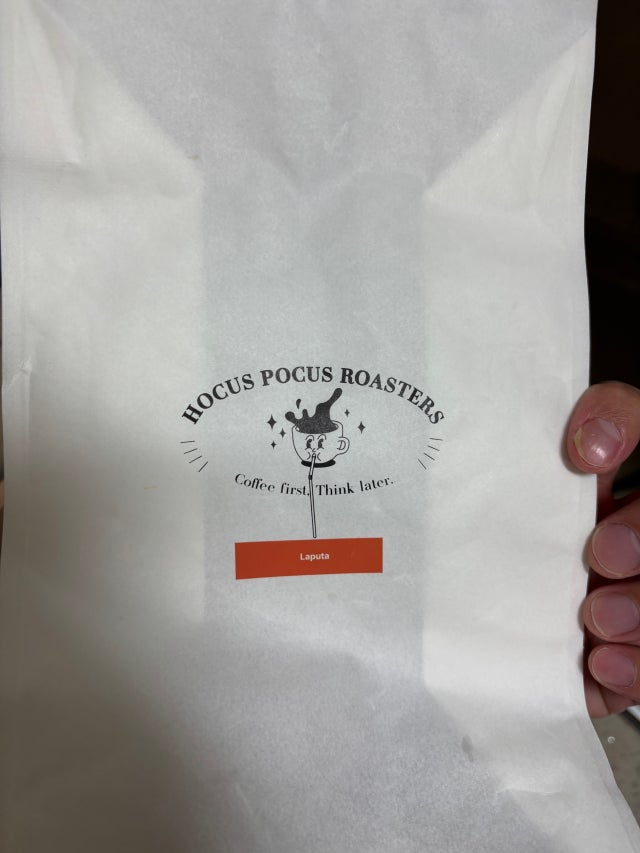 HOCUS POCUS ROASTERS
Coffee first. Think later.
Laputa